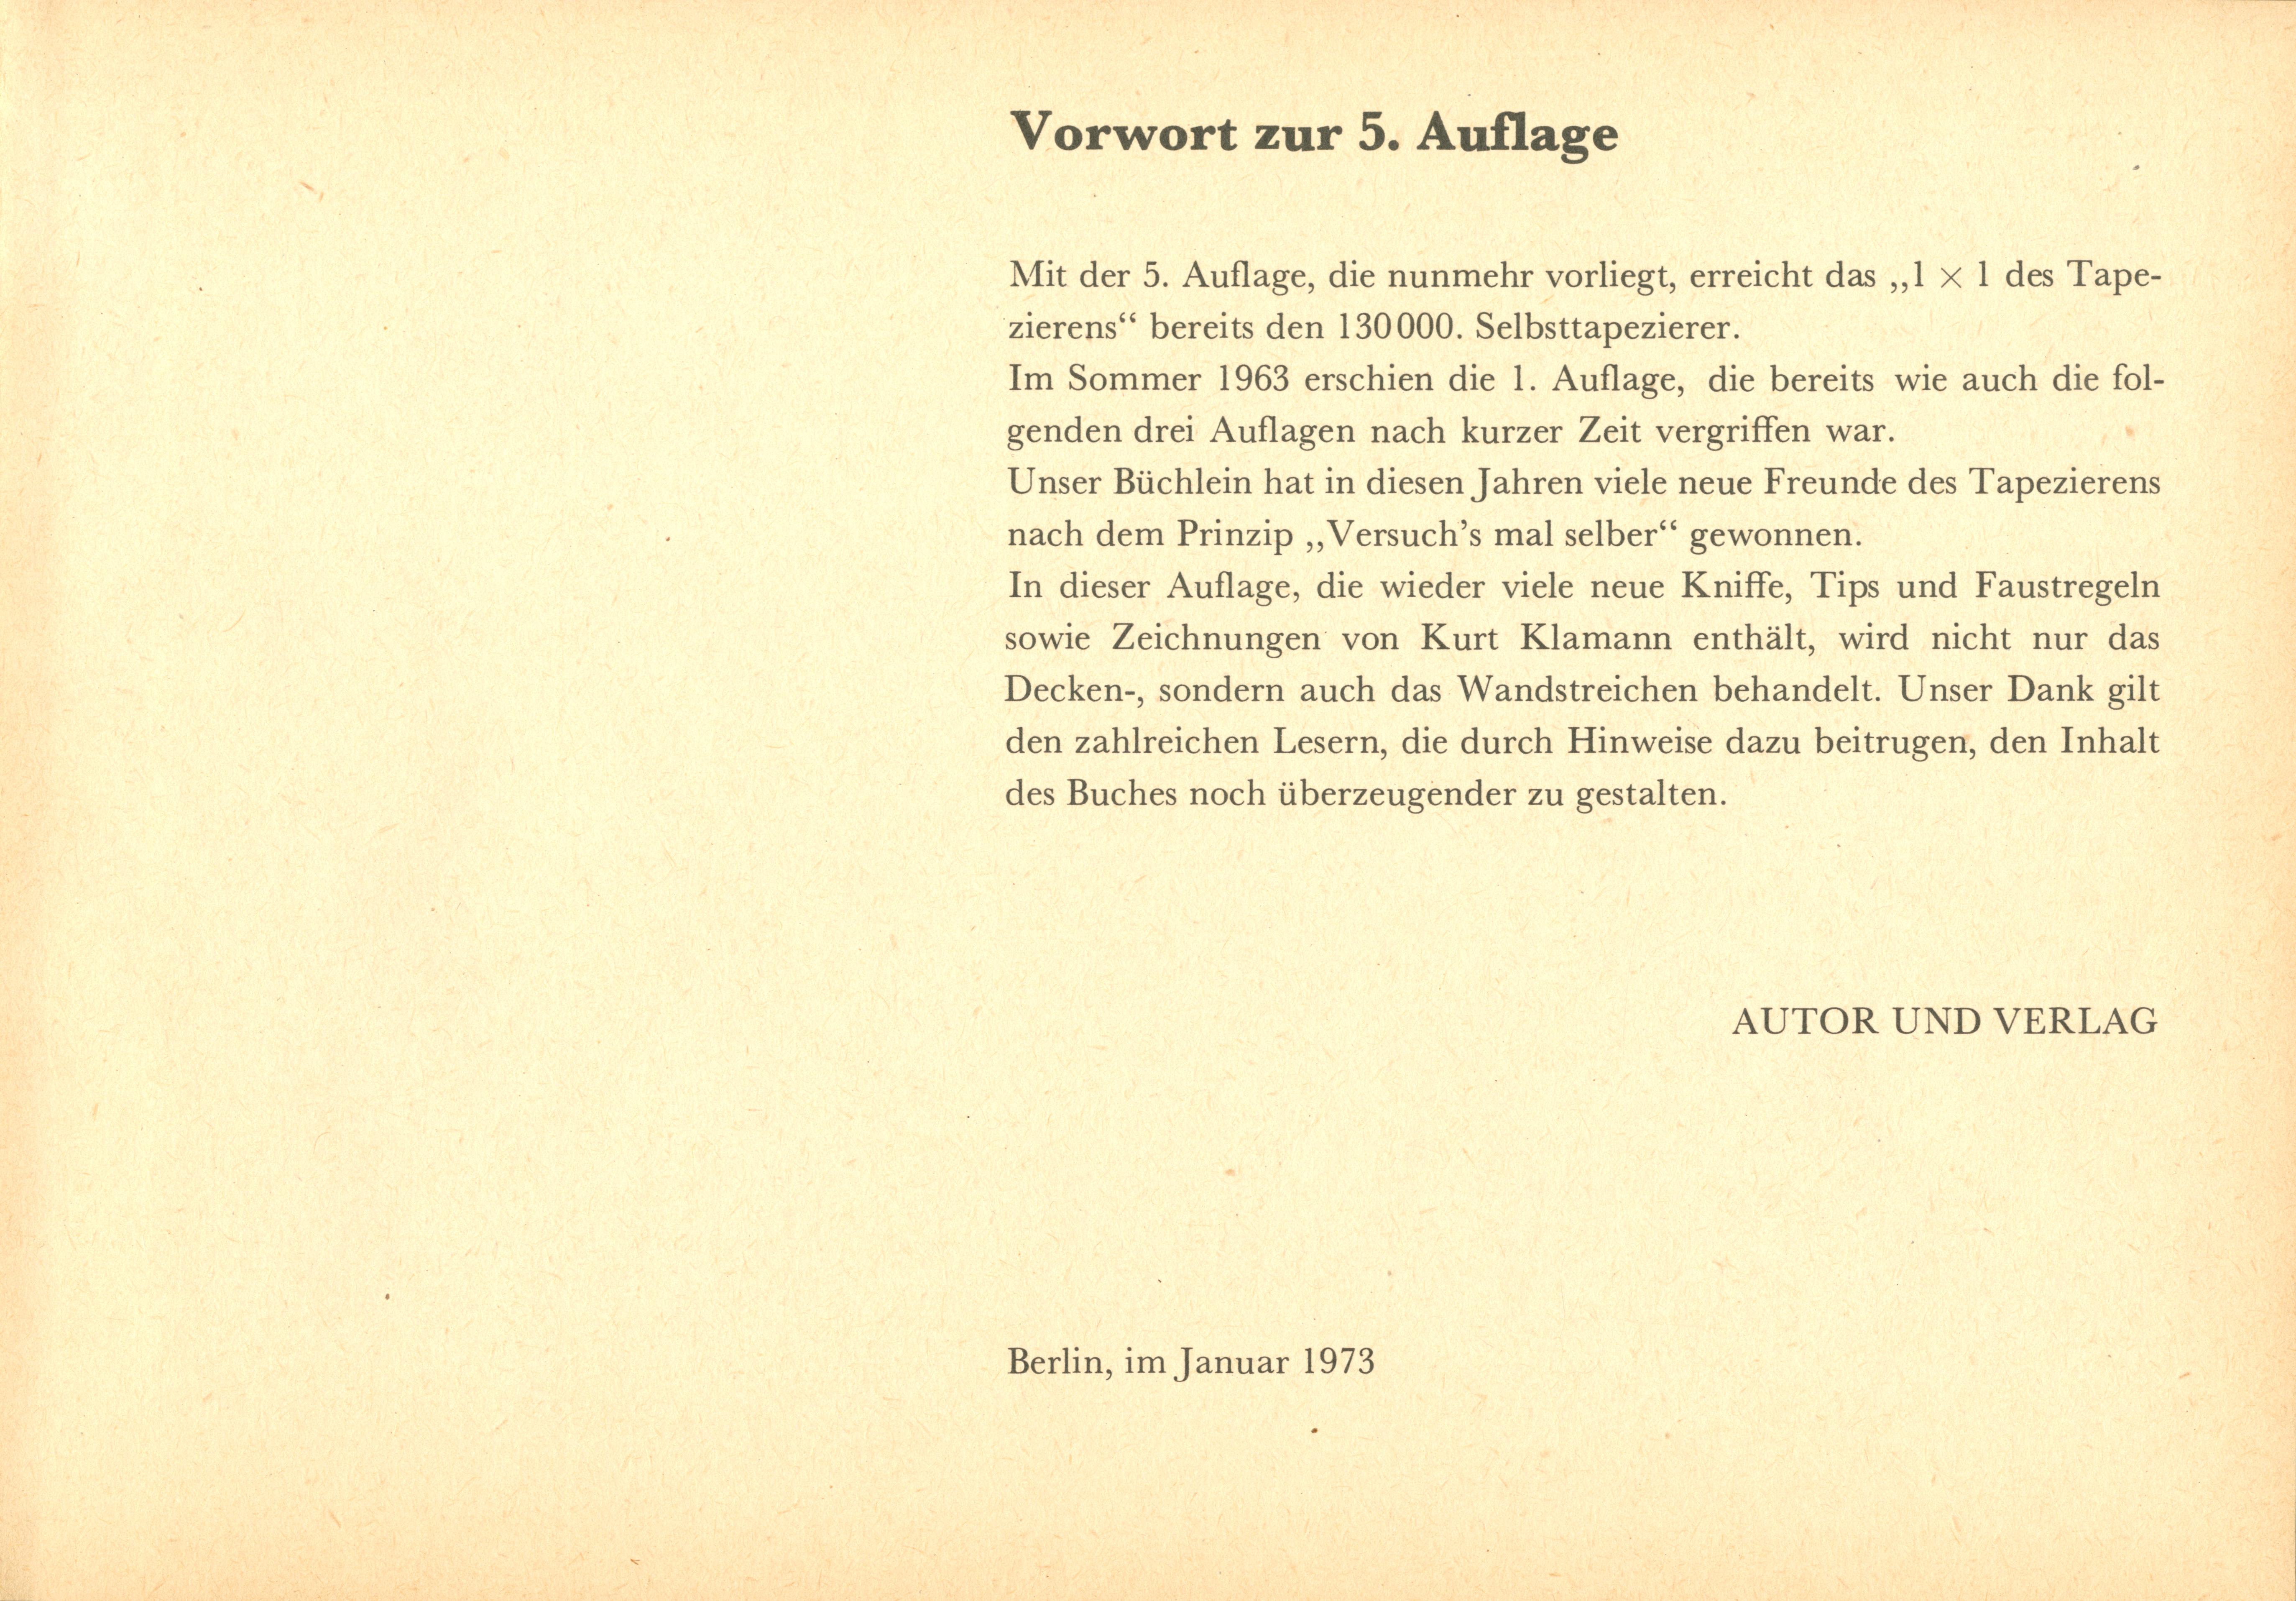 Vorwort zur 5. Auflage
Mit der 5. Auflage, die nunmehr vorliegt, erreicht das „1 × 1 des Tape-
zierens“ bereits den 130000. Selbsttapezierer.
Im Sommer 1963 erschien die 1. Auflage, die bereits wie auch die fol-
genden drei Auflagen nach kurzer Zeit vergriffen war.
Unser Büchlein hat in diesen Jahren viele neue Freunde des Tapezierens
nach dem Prinzip „Versuch’s mal selber“ gewonnen.
In dieser Auflage, die wieder viele neue Kniffe, Tips und Faustregeln
sowie Zeichnungen von Kurt Klamann enthält, wird nicht nur das
Decken-, sondern auch das Wandstreichen behandelt. Unser Dank gilt
den zahlreichen Lesern, die durch Hinweise dazu beitrugen, den Inhalt
des Buches noch überzeugender zu gestalten.
AUTOR UND VERLAG
Berlin, im Januar 1973